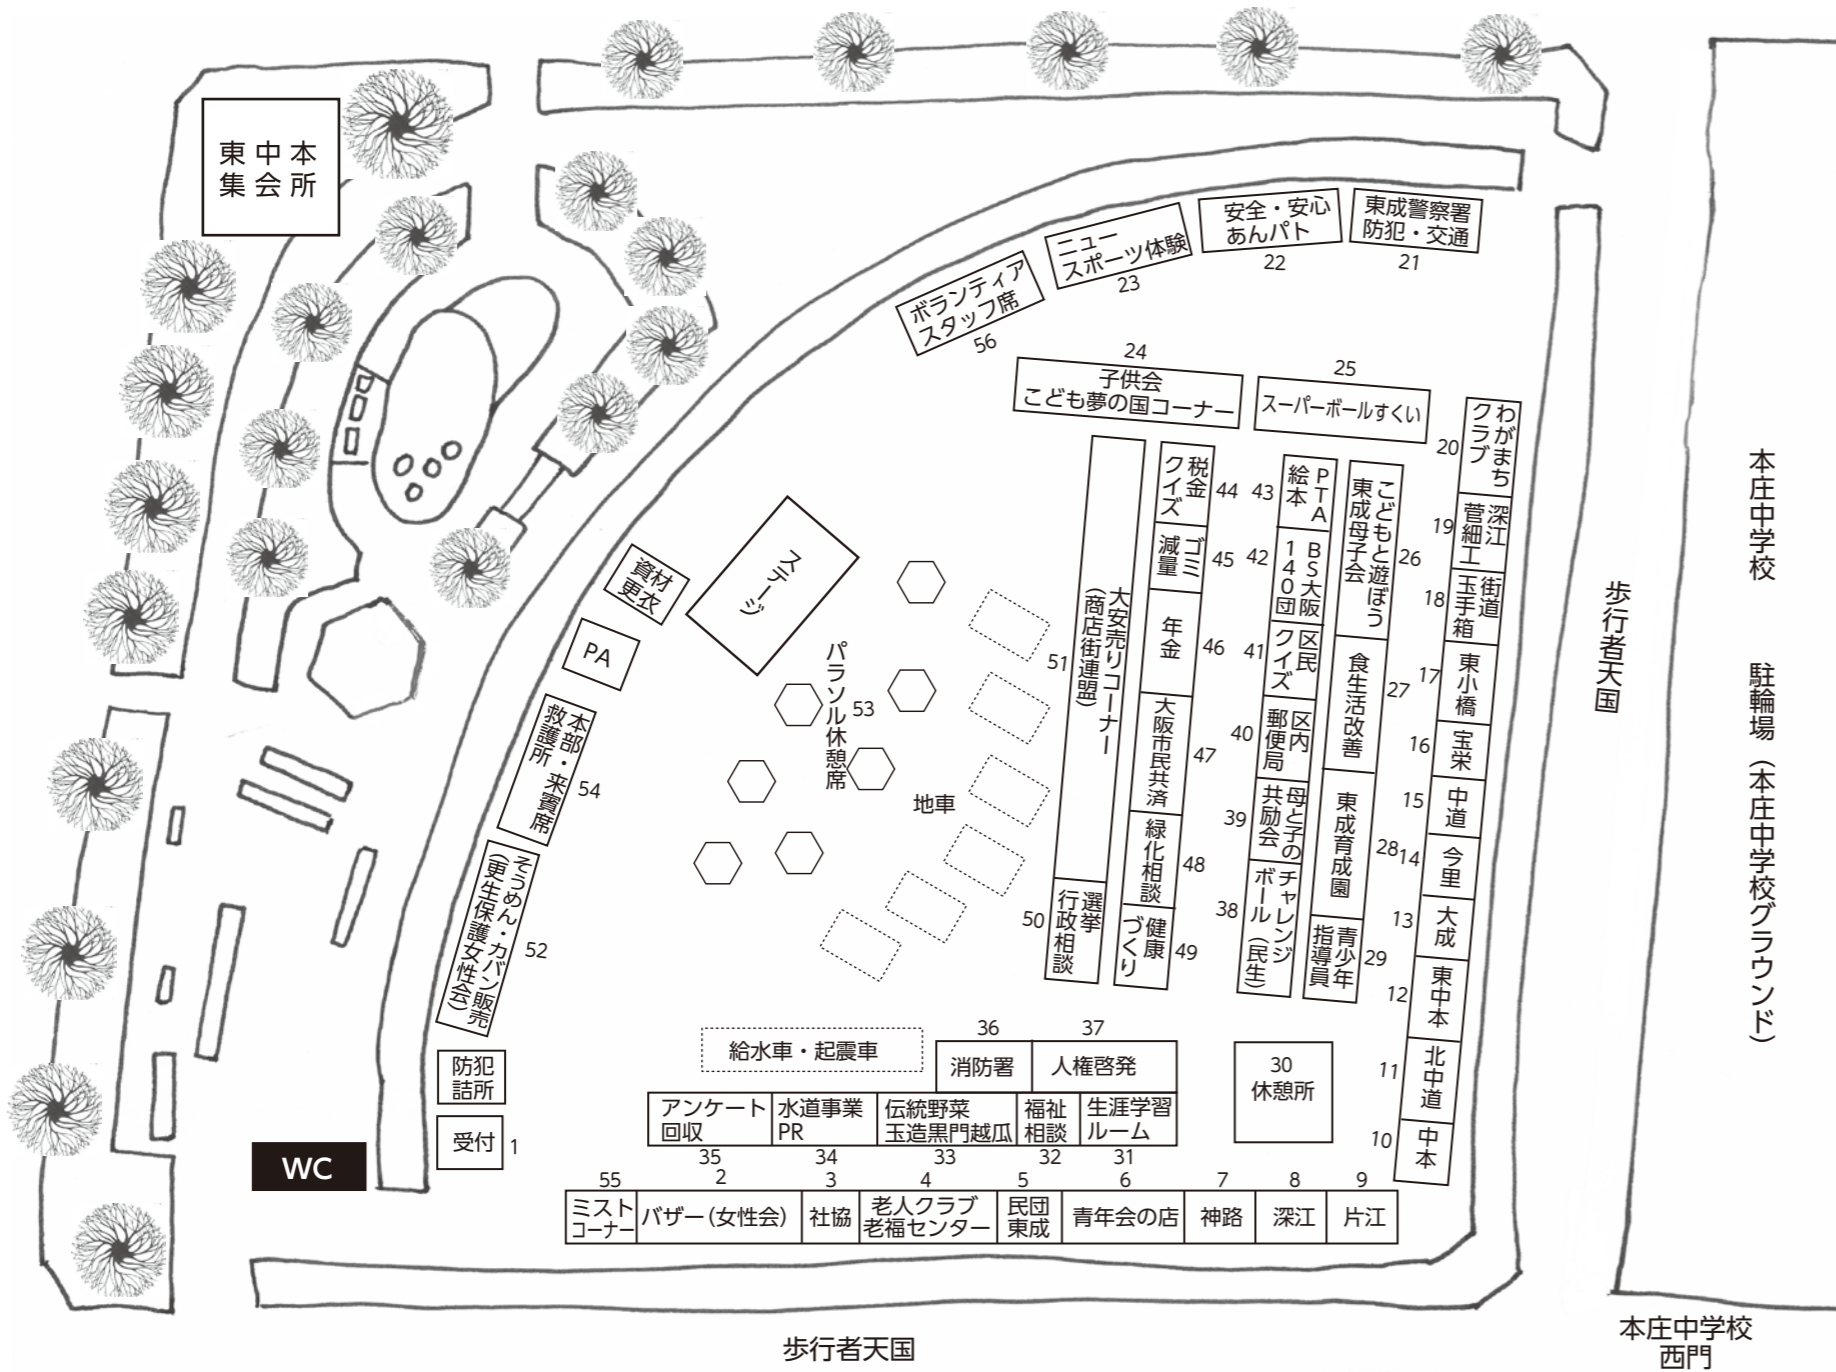 東中本
集会所
東成警察署
防犯・交通
21
安全・安心
あんパト
22
ニュー
スポーツ体験
23
ボランティア
スタッフ席
56
24
子供会
こども夢の国コーナー
25
スーパーボールすくい
わがまち
クラブ
20
深江
菅細工
19
街道
玉手箱
18
東小橋
17
宝栄
16
中道
15
今里
14
大成
13
東中本
12
北中道
11
中本
10
こどもと遊ぼう
東成母子会
26
食生活改善
27
東成育成園
28
青少年
指導員
29
PTA
絵本
43
BS大阪
140団
42
区民
クイズ
41
区内
郵便局
40
母と子の
共励会
39
チャレンジ
ボール(民生)
38
税金
クイズ
44
ゴミ
減量
45
年金
46
大阪市民共済
47
緑化相談
48
健康
づくり
49
大安売りコーナー
(商店街連盟)
51
選挙
行政相談
50
ステージ
資材
更衣
PA
本部・来賓席
救護所
54
そうめん・カバン販売
(更生保護女性会)
52
パラソル休憩席
53
地車
防犯
詰所
受付
1
WC
給水車・起震車
36
消防署
37
人権啓発
30
休憩所
アンケート
回収
水道事業
PR
伝統野菜
玉造黒門越瓜
福祉
相談
生涯学習
ルーム
35
34
33
32
31
55
2
3
4
5
6
7
8
9
ミスト
コーナー
バザー(女性会)
社協
老人クラブ
老福センター
民団
東成
青年会の店
神路
深江
片江
歩行者天国
歩行者天国
本庄中学校
駐輪場(本庄中学校グラウンド)
本庄中学校
西門